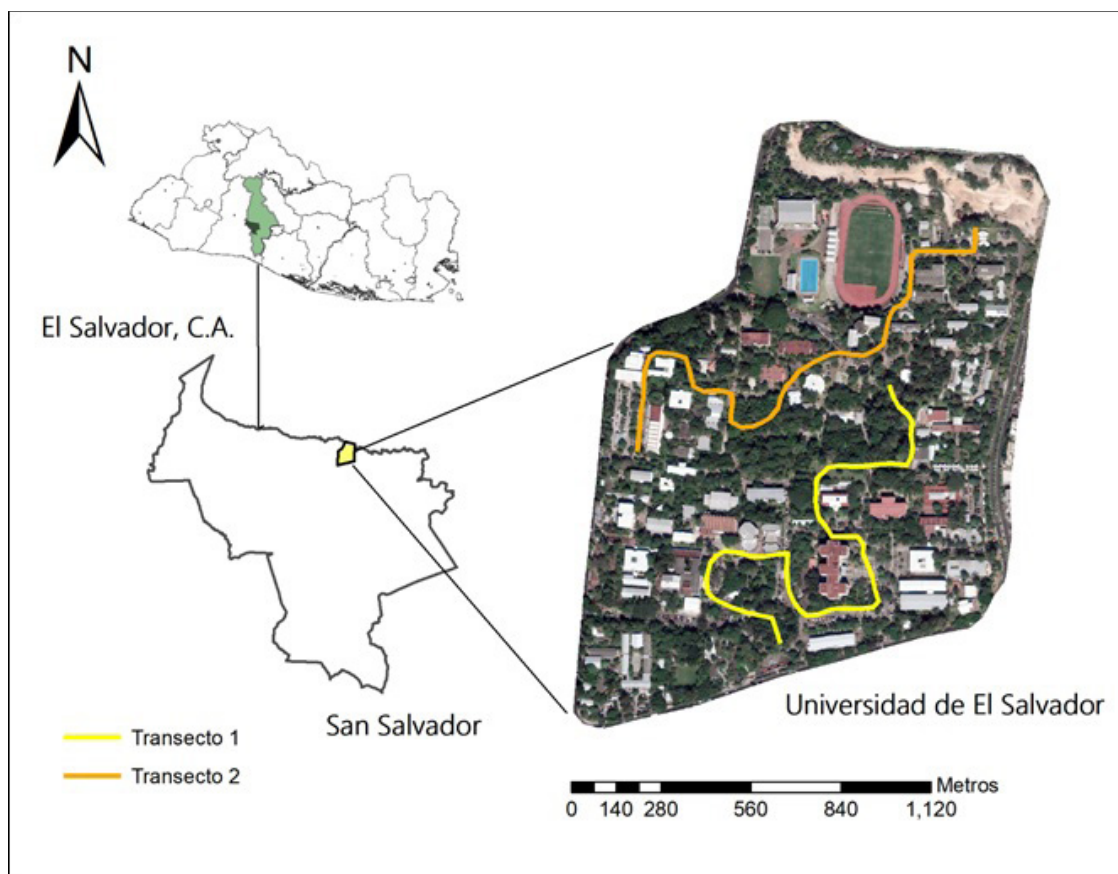 N
El Salvador, C.A.
San Salvador
Universidad de El Salvador
Transecto 1
Transecto 2
Metros
0 140 280 560 840 1,120